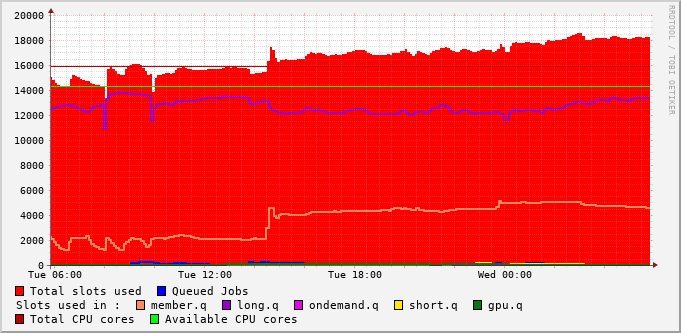 20000
18000
16000
14000
12000
10000
8000
6000
4000
2000
0
Tue 06:00 Tue 12:00 Tue 18:00 Wed 00:00
Total slots used Queued Jobs
Slots used in : member.q long.q ondemand.q short.q gpu.q
Total CPU cores Available CPU cores
RRDTOOL / TOBI OETIKER